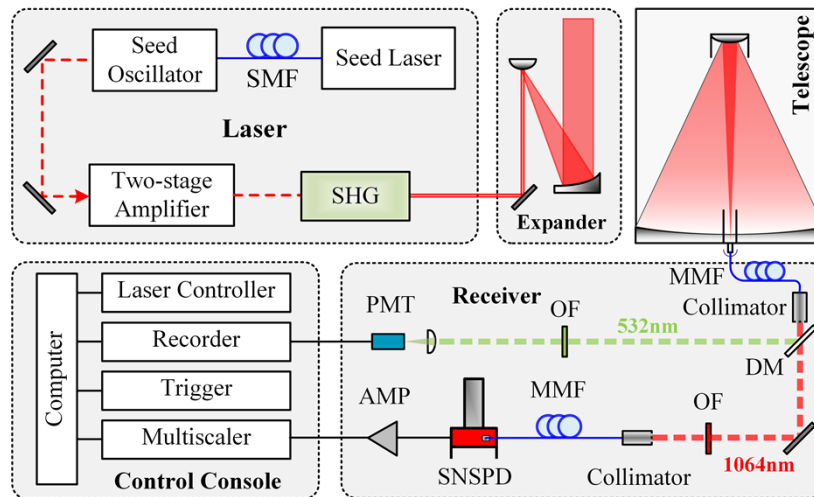 Seed
Oscillator
SMF
Seed Laser
Laser
Two-stage
Amplifier
SHG
Expander
Telescope
Computer
Laser Controller
Recorder
Trigger
Multiscaler
Control Console
Receiver
MMF
Collimator
PMT
OF
532nm
DM
AMP
MMF
OF
SNSPD
Collimator
1064nm